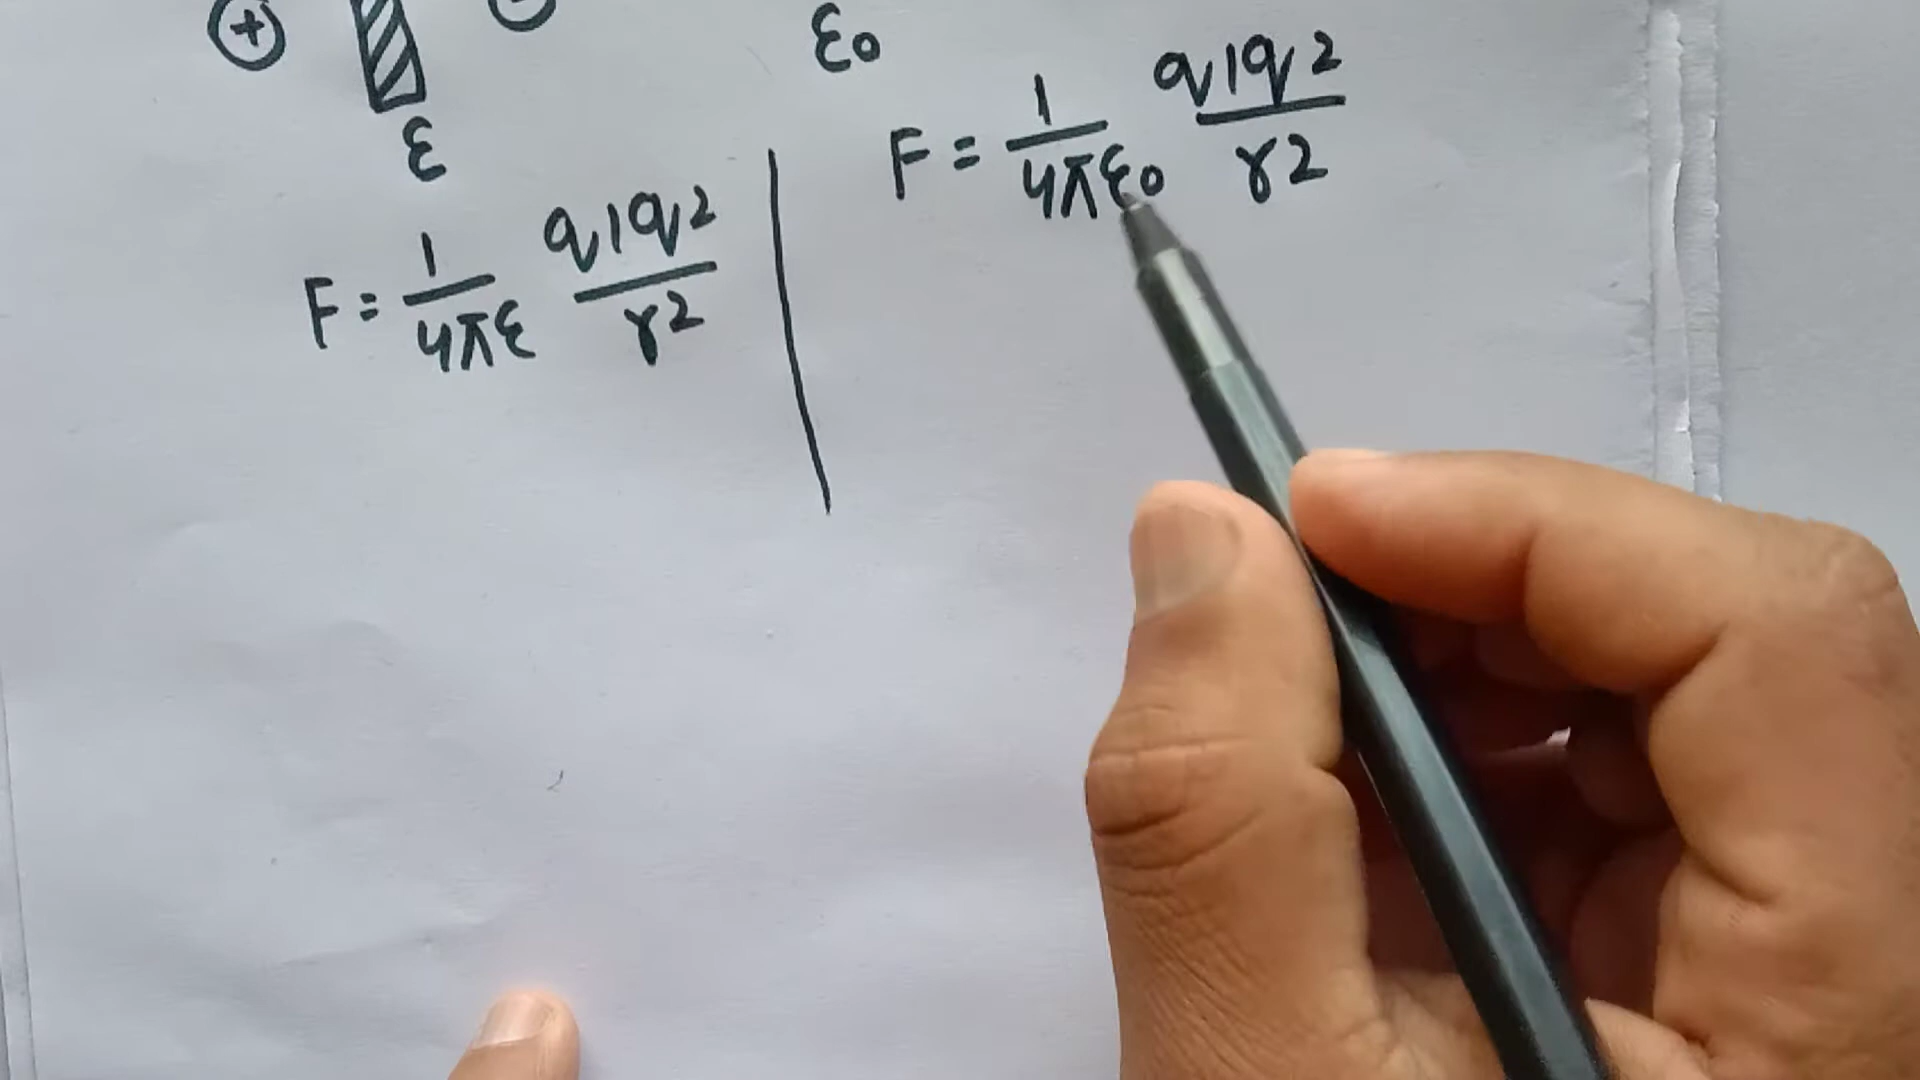 +
ε
F = 1/4πε q1q2/r2
ε0
F = 1/4πε0 q1q2/r2